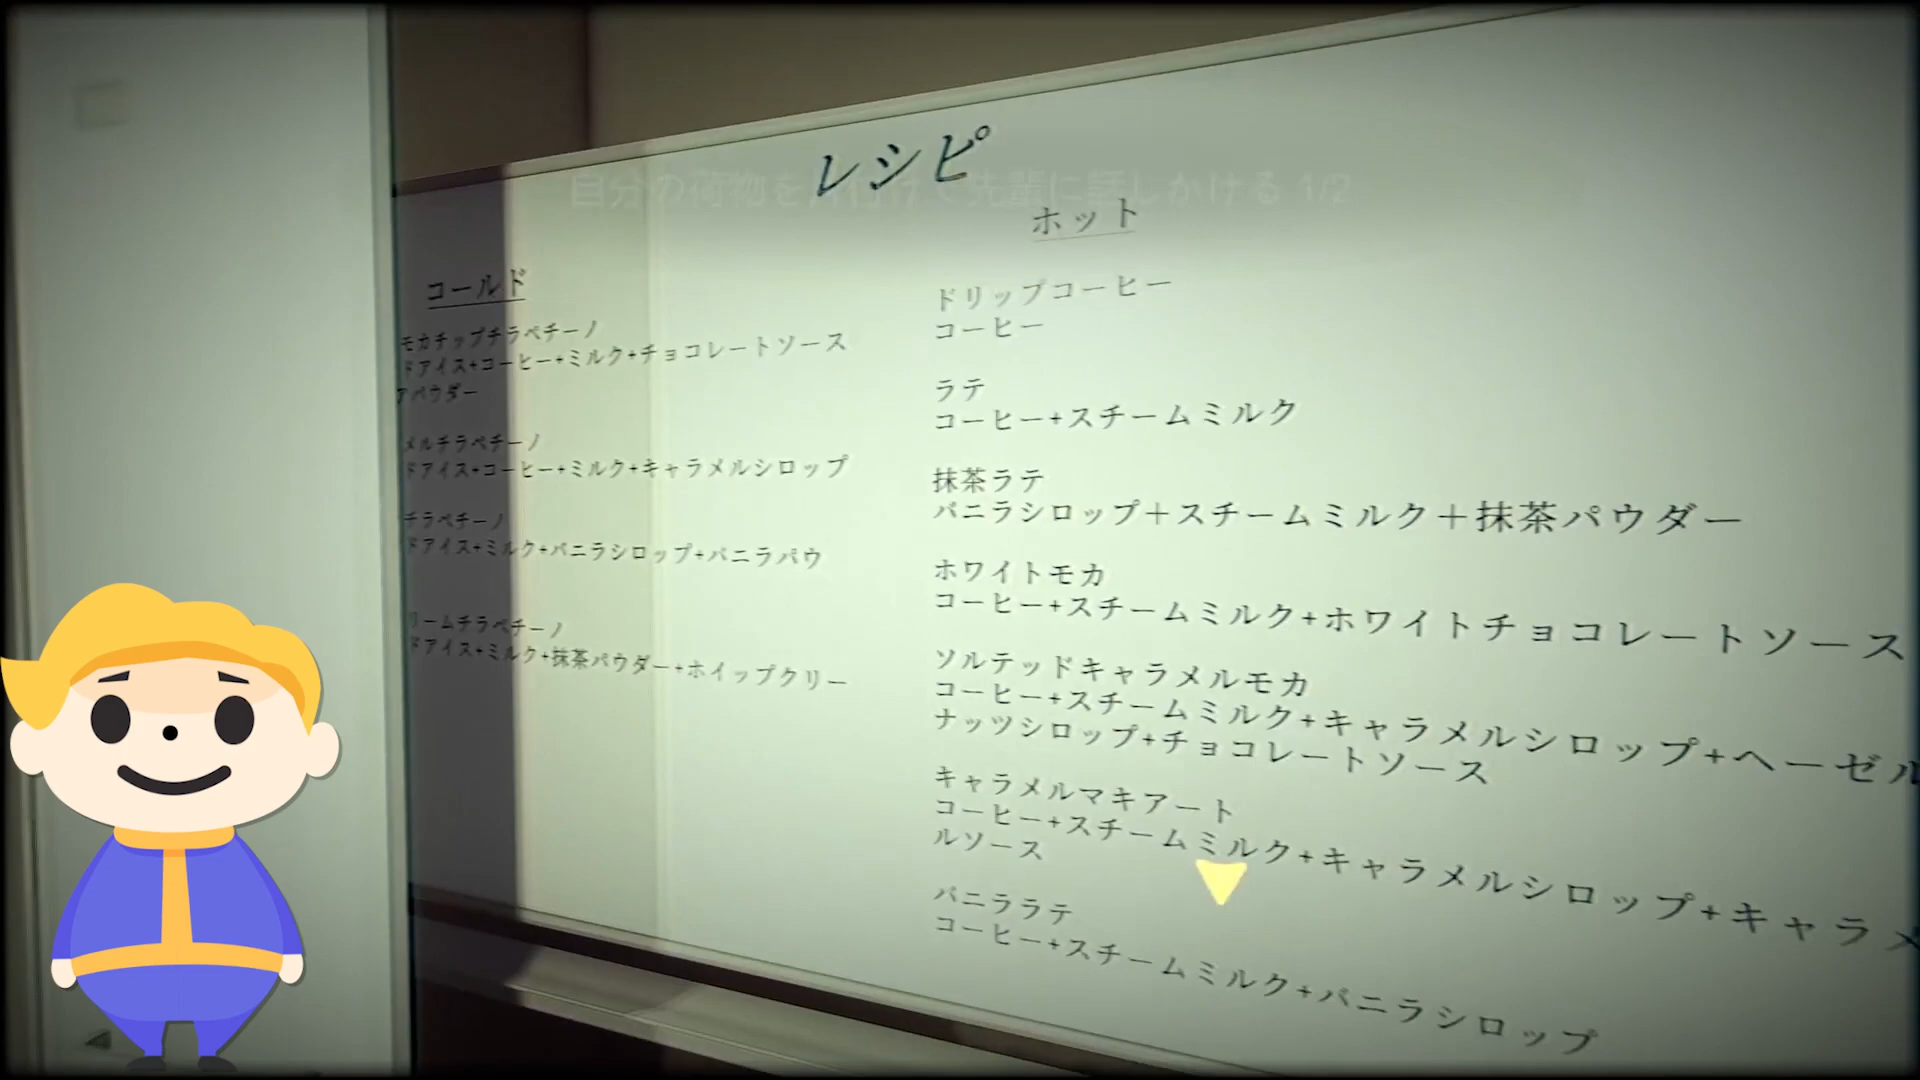 レシピ
自分の荷物を片付けて先輩に話しかける 1/2
コールド
モカチップチラペチーノ
ドアイス+コーヒー+ミルク+チョコレートソース
アパウダー
メルチラペチーノ
ドアイス+コーヒー+ミルク+キャラメルシロップ
チラペチーノ
ドアイス+ミルク+バニラシロップ+バニラパウ
リームチラペチーノ
ドアイス+ミルク+抹茶パウダー+ホイップクリー
ホット
ドリップコーヒー
コーヒー
ラテ
コーヒー+スチームミルク
抹茶ラテ
バニラシロップ＋スチームミルク＋抹茶パウダー
ホワイトモカ
コーヒー+スチームミルク+ホワイトチョコレートソース
ソルテッドキャラメルモカ
コーヒー+スチームミルク+キャラメルシロップ+ヘーゼル
ナッツシロップ+チョコレートソース
キャラメルマキアート
コーヒー+スチームミルク+キャラメルシロップ+キャラメ
ルソース
バニララテ
コーヒー+スチームミルク+バニラシロップ